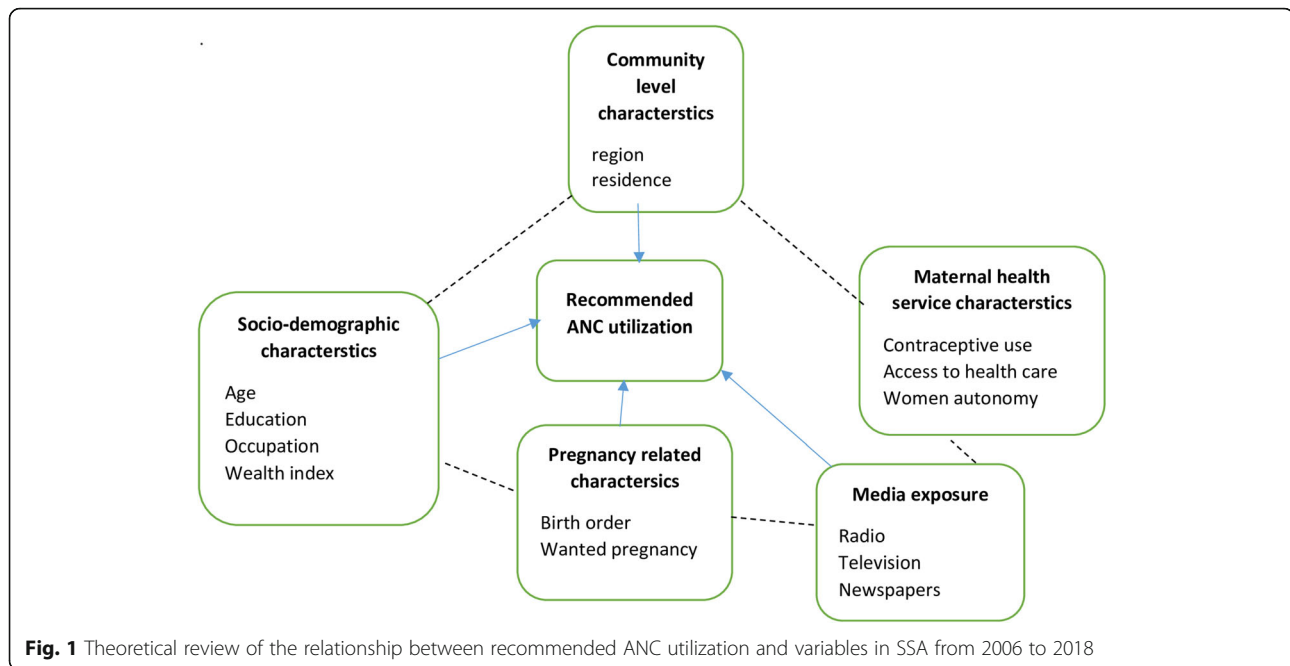 Community
level
characterstics
region
residence
Maternal health
service characterstics
Contraceptive use
Access to health care
Women autonomy
Recommended
ANC utilization
Socio-demographic
characterstics
Age
Education
Occupation
Wealth index
Pregnancy related
charactersics
Birth order
Wanted pregnancy
Media exposure
Radio
Television
Newspapers
Fig. 1 Theoretical review of the relationship between recommended ANC utilization and variables in SSA from 2006 to 2018